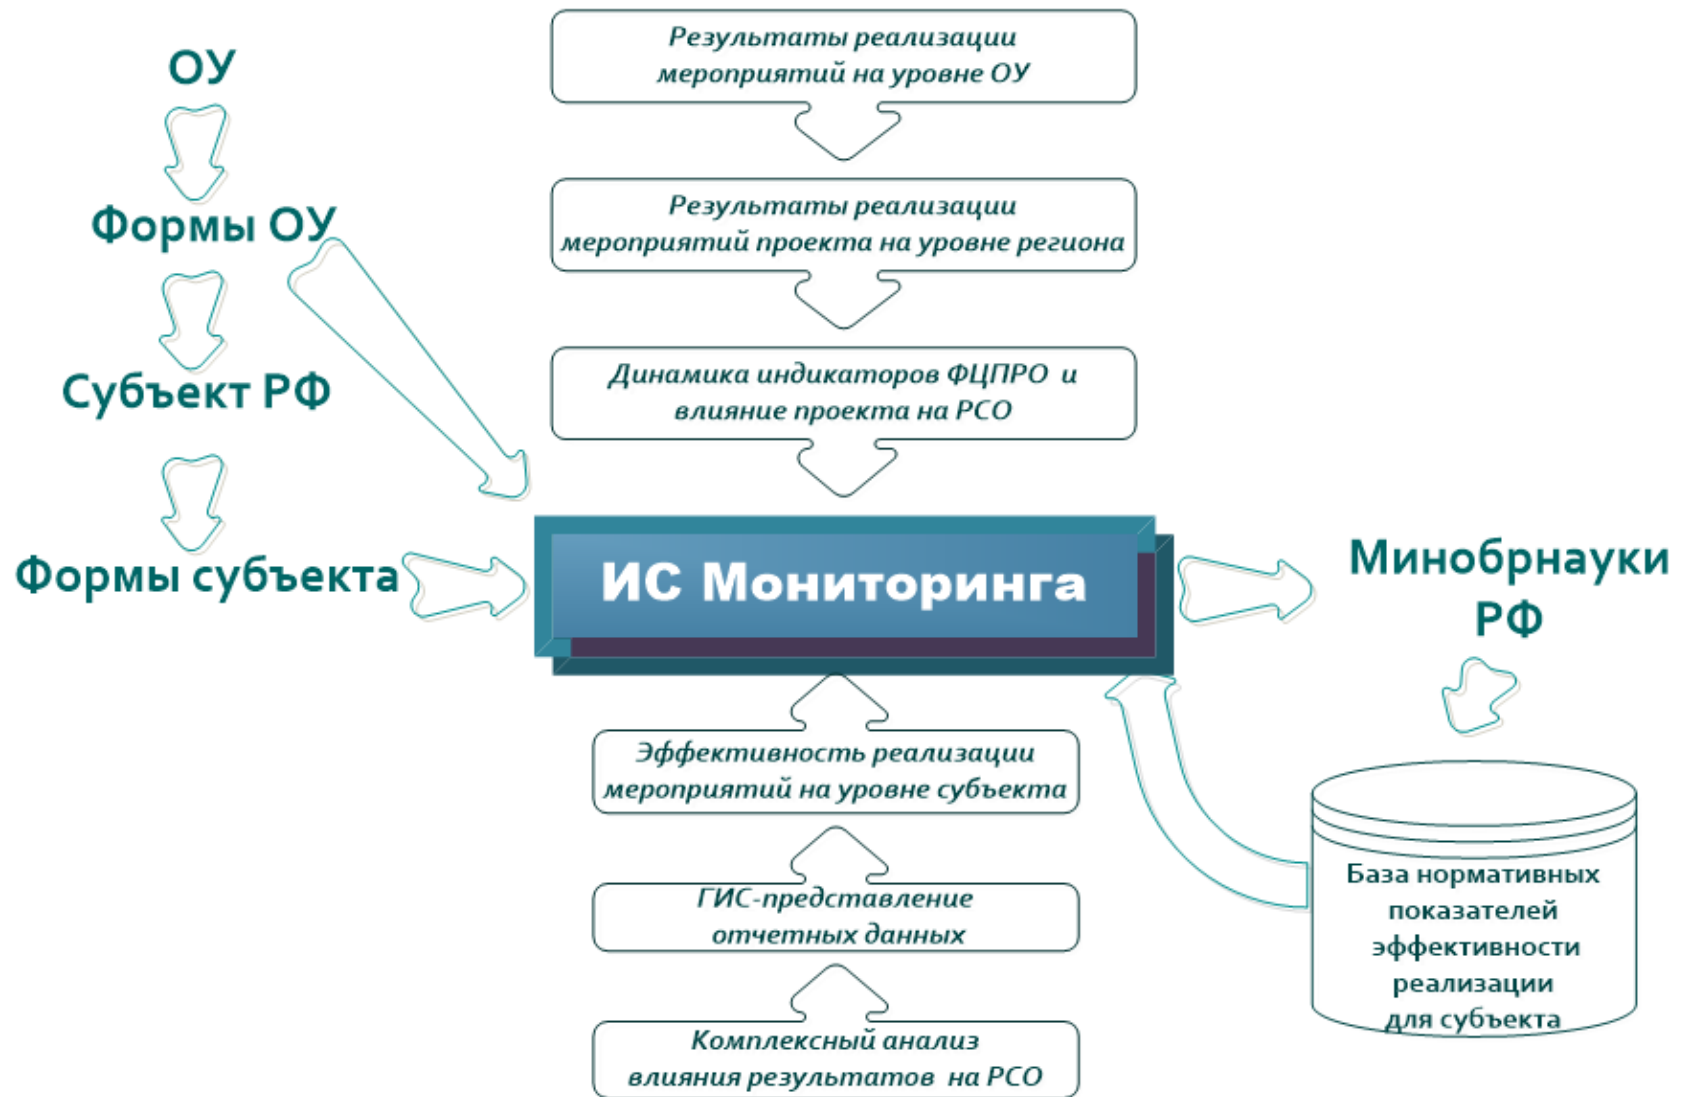 ОУ
Формы ОУ
Субъект РФ
Формы субъекта
Результаты реализации
мероприятий на уровне ОУ
Результаты реализации
мероприятий проекта на уровне региона
Динамика индикаторов ФЦПРО и
влияние проекта на РСО
ИС Мониторинга
Эффективность реализации
мероприятий на уровне субъекта
ГИС-представление
отчетных данных
Комплексный анализ
влияния результатов на РСО
Минобрнауки
РФ
База нормативных
показателей
эффективности
реализации
для субъекта